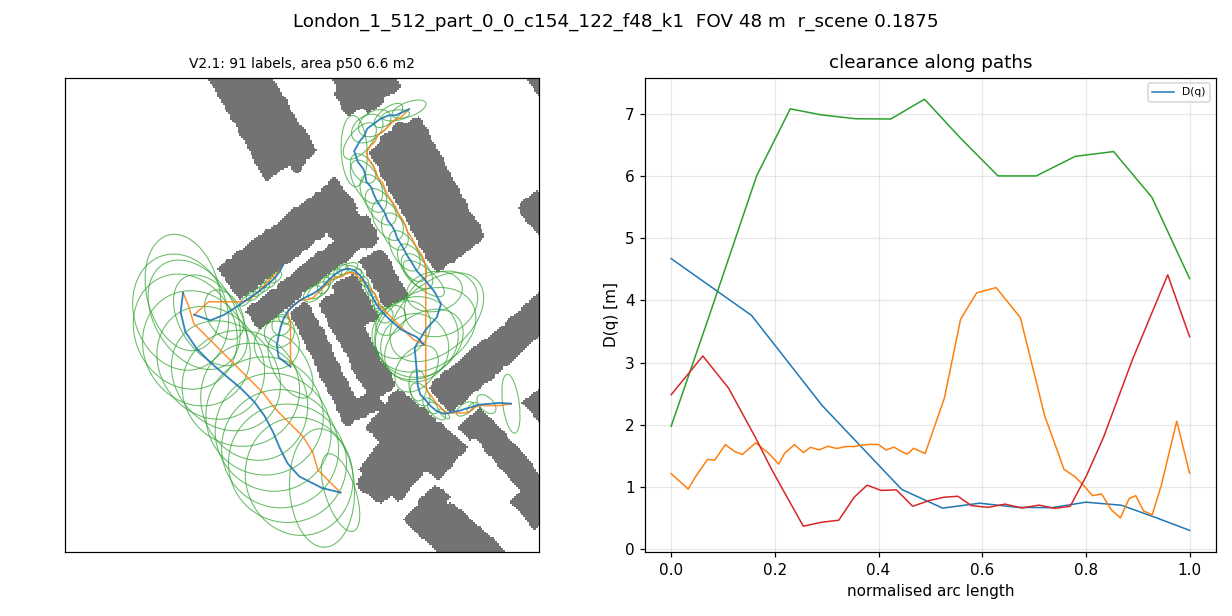 London_1_512_part_0_0_c154_122_f48_k1  FOV 48 m  r_scene 0.1875
V2.1: 91 labels, area p50 6.6 m2
clearance along paths
D(q)
D(q) [m]
7
6
5
4
3
2
1
0
0.0 0.2 0.4 0.6 0.8 1.0
normalised arc length